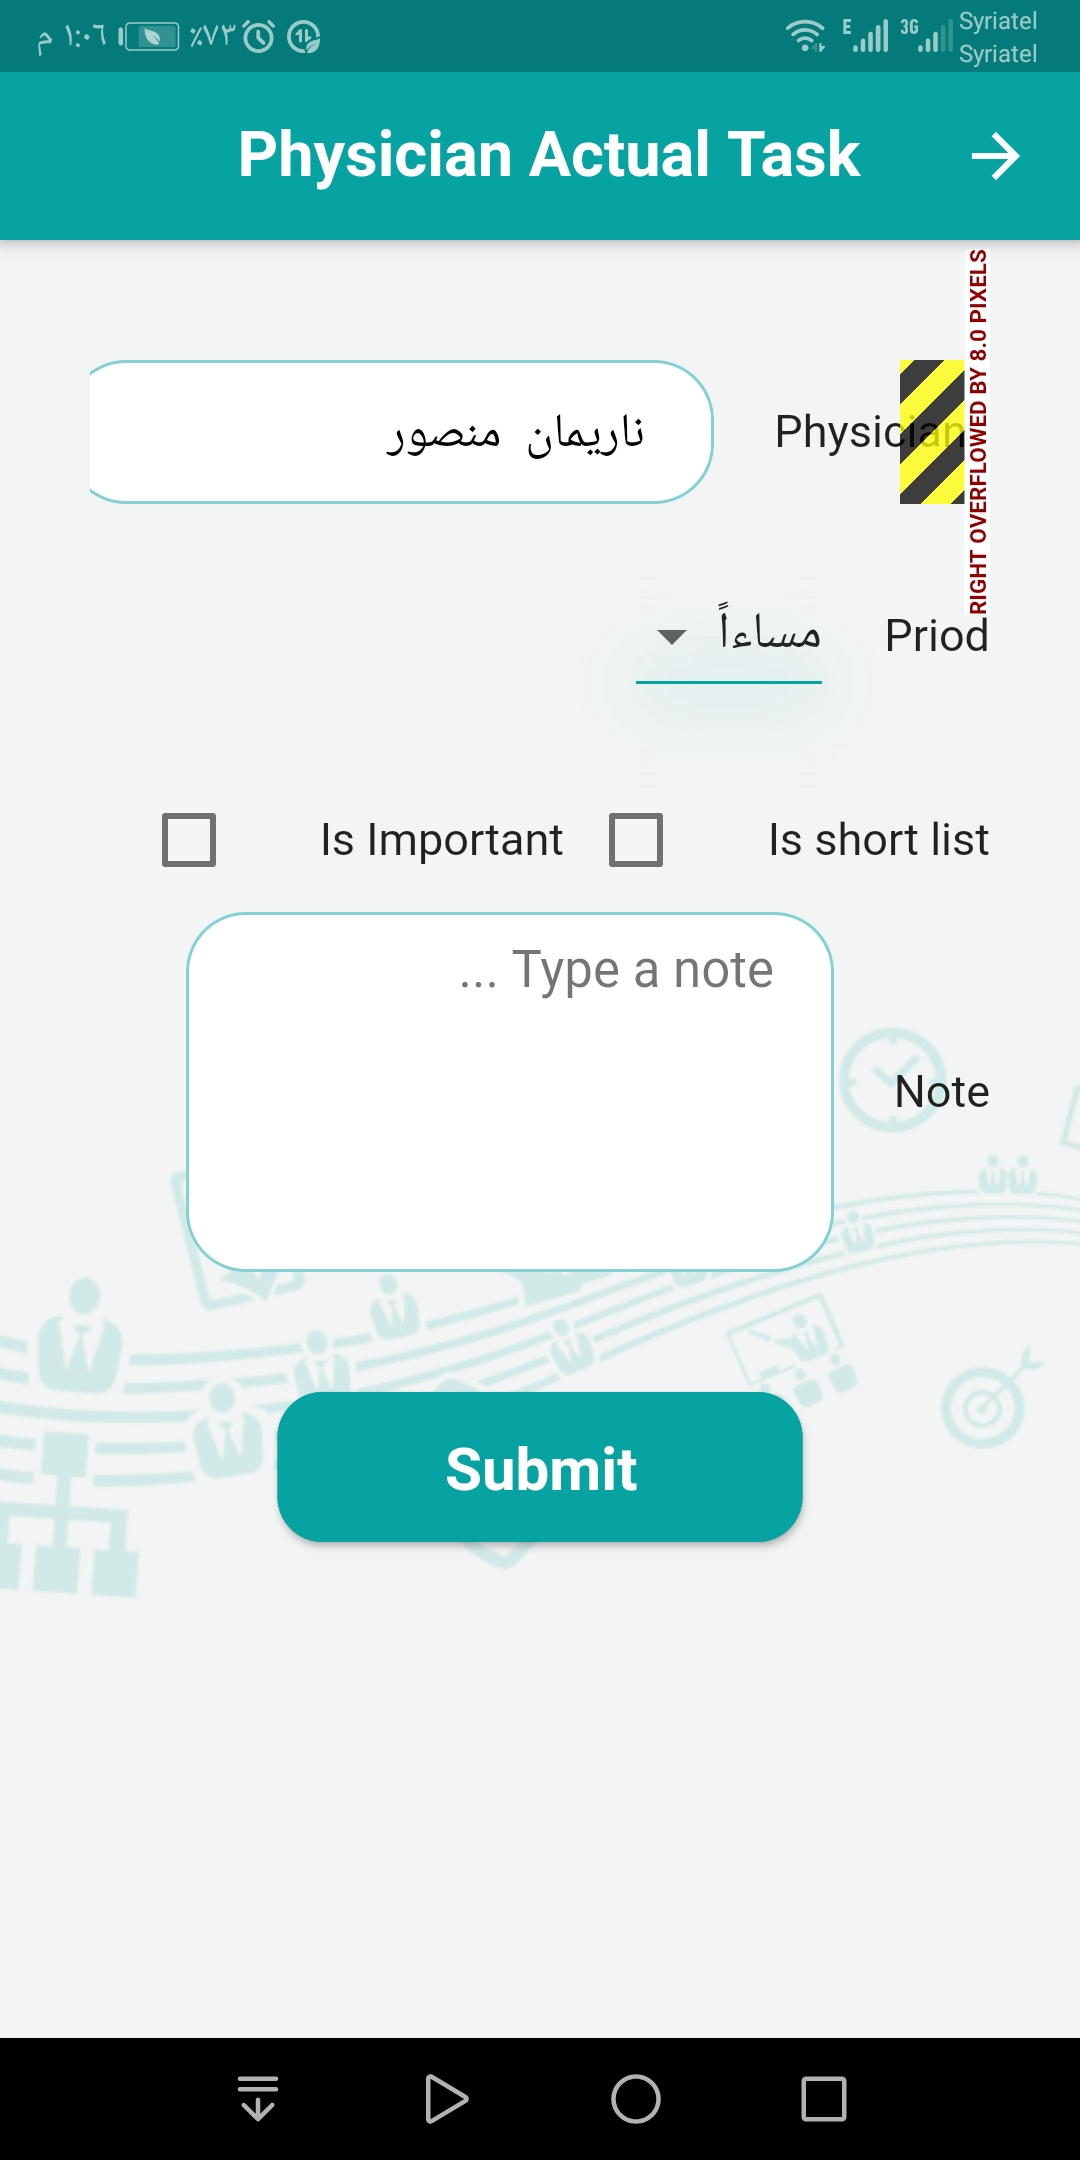 م ١:٠٦ ٪٧٣ E 3G Syriatel
Syriatel
Physician Actual Task
RIGHT OVERFLOWED BY 8.0 PIXELS
Physician
ناريمان منصور
Priod
مساءاً
Is short list
Is Important
... Type a note
Note
Submit